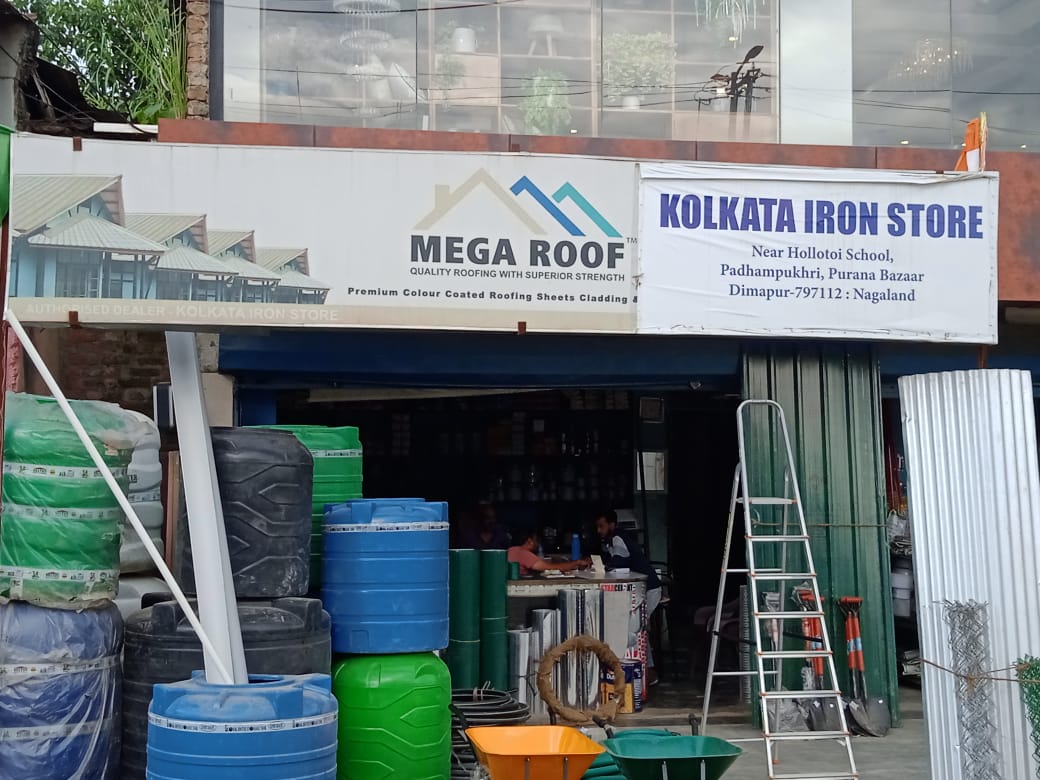 MEGA ROOF™
QUALITY ROOFING WITH SUPERIOR STRENGTH
Premium Colour Coated Roofing Sheets Cladding &
AUTHORISED DEALER - KOLKATA IRON STORE
KOLKATA IRON STORE
Near Hollotoi School,
Padhampukhri, Purana Bazaar
Dimapur-797112 : Nagaland